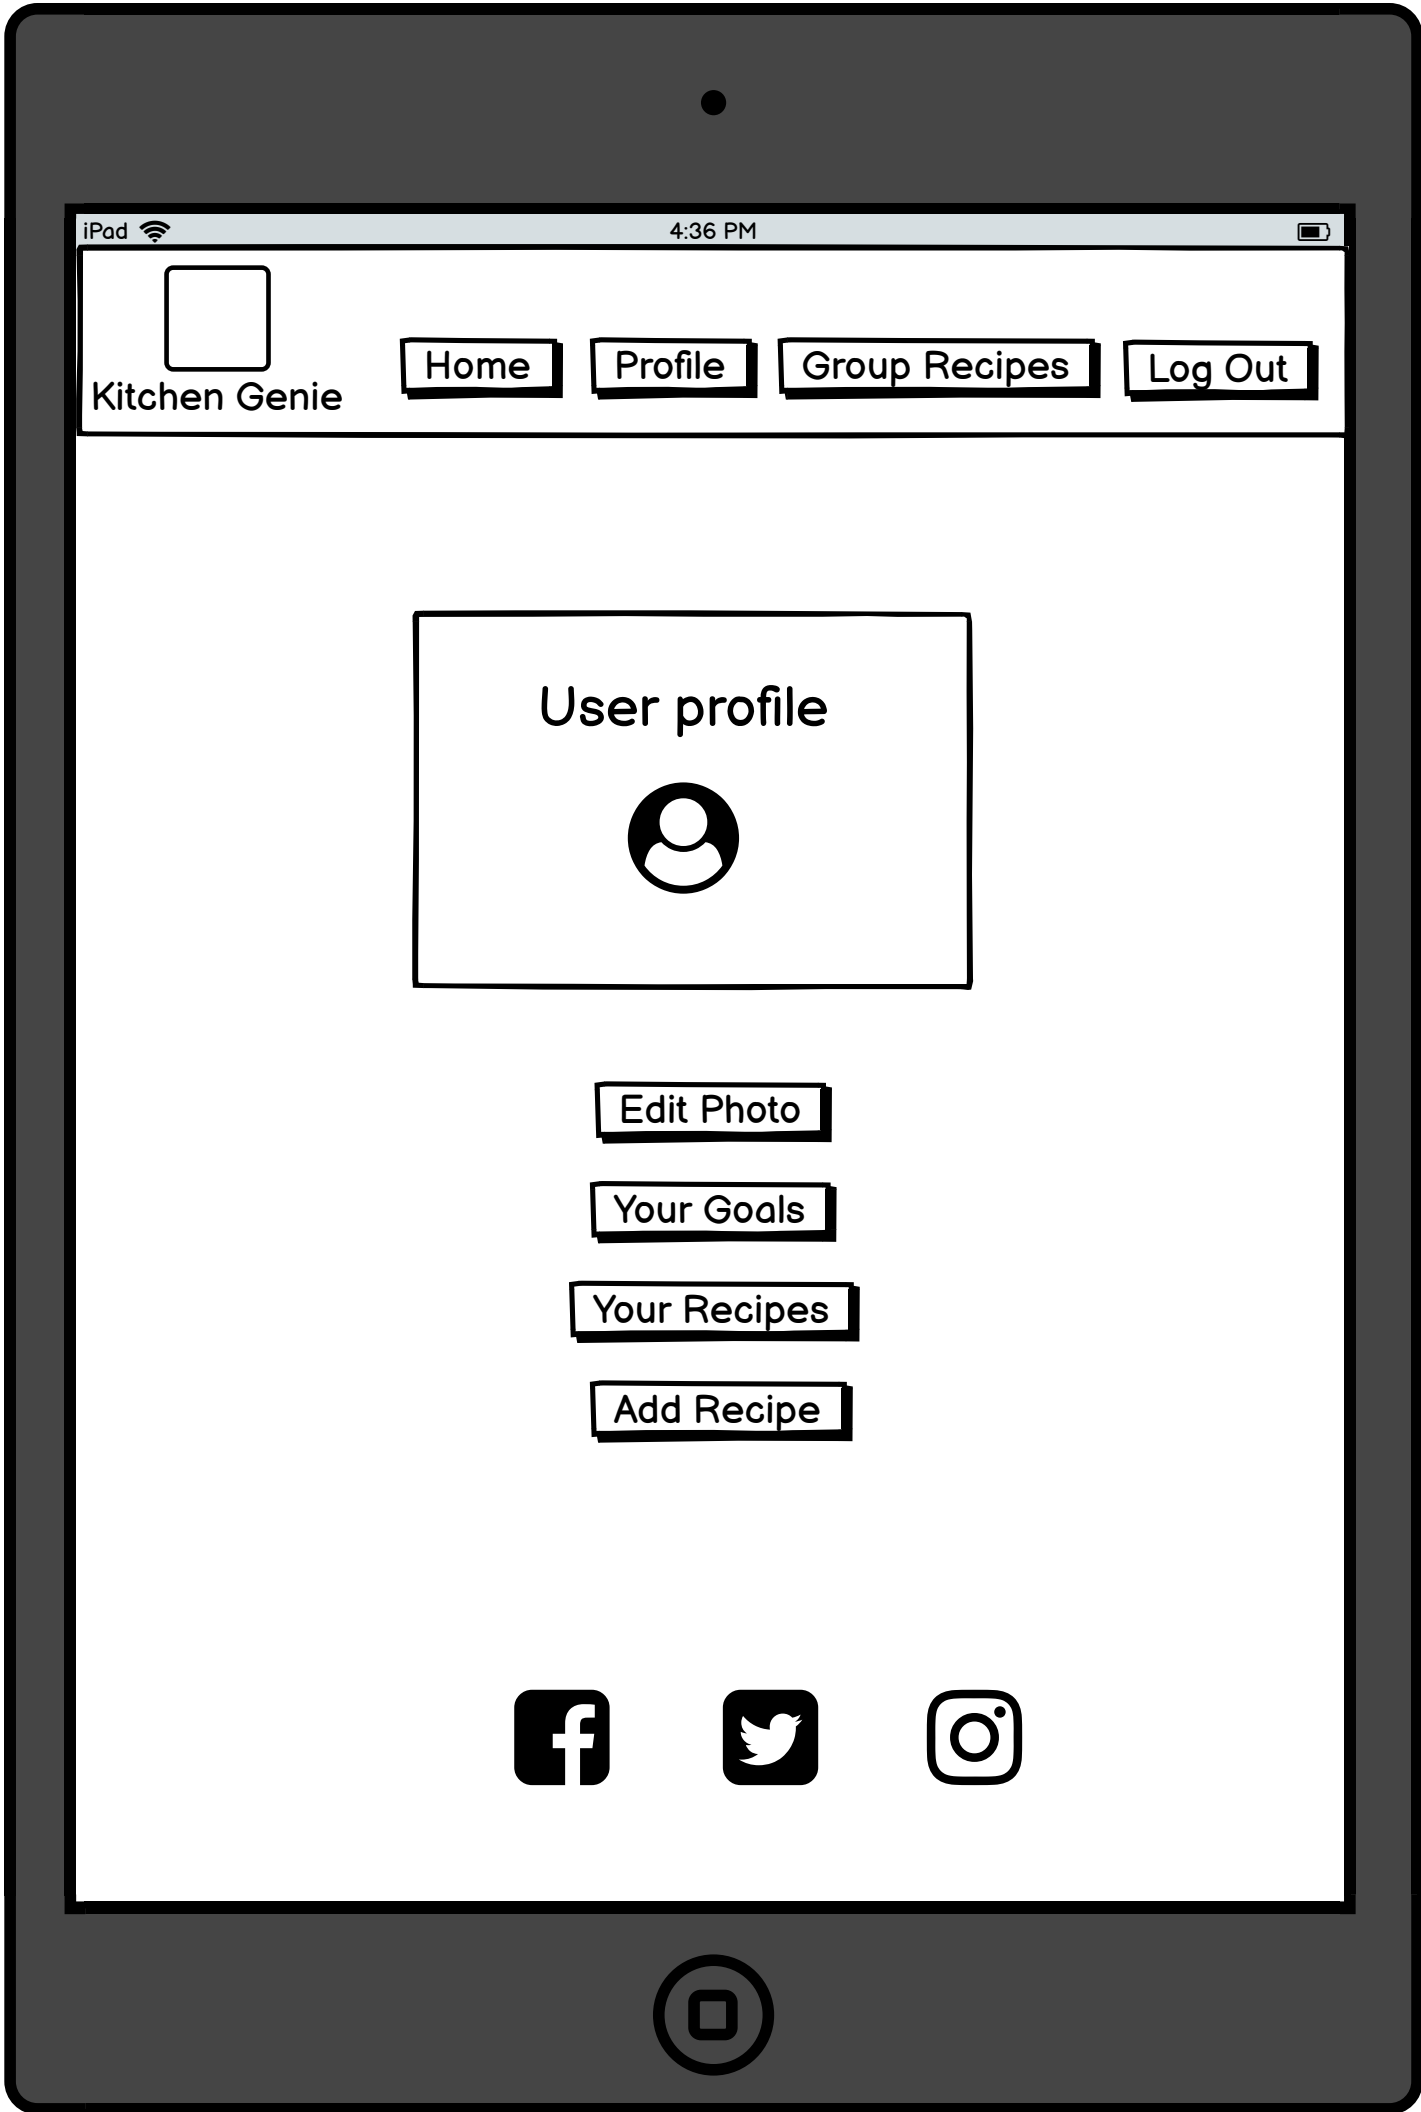 iPad 4:36 PM
Kitchen Genie
Home Profile Group Recipes Log Out
User profile
Edit Photo
Your Goals
Your Recipes
Add Recipe